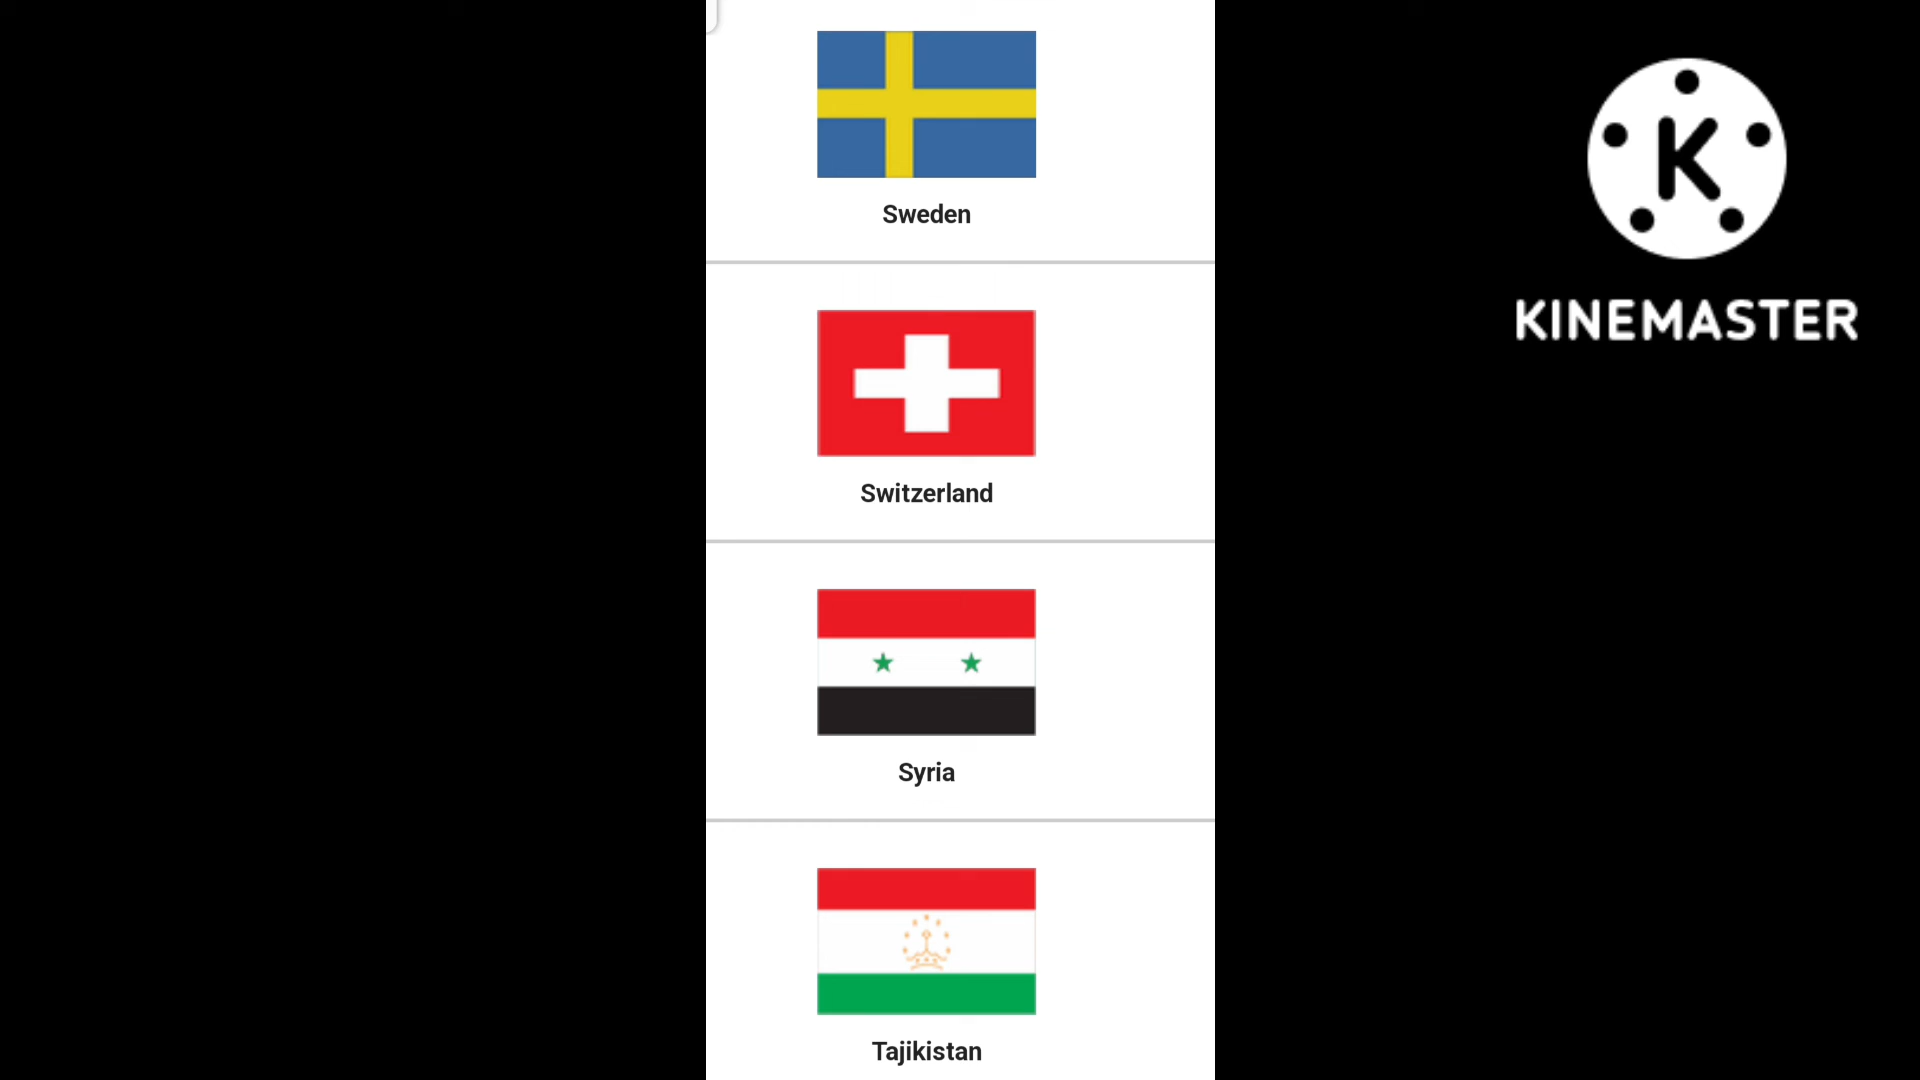 Sweden
K
KINEMASTER
Switzerland
Syria
Tajikistan